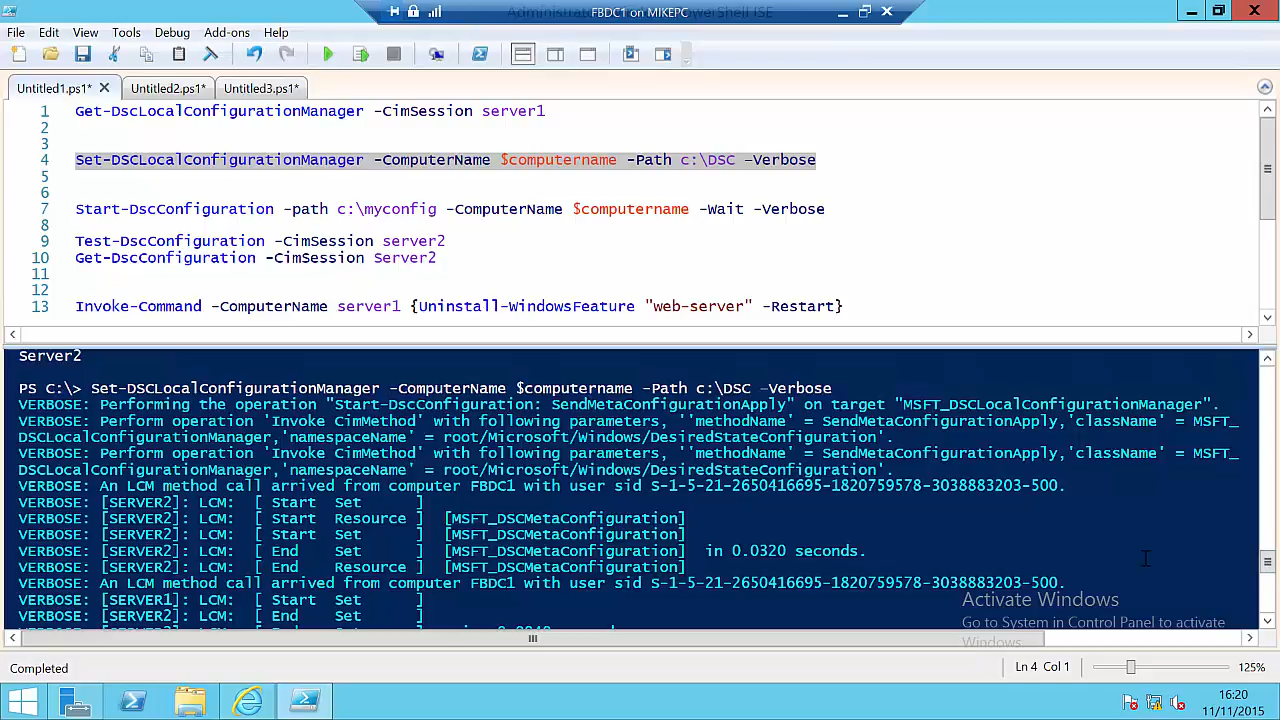 FBDC1 on MIKEPC
File Edit View Tools Debug Add-ons Help
Untitled1.ps1* Untitled2.ps1* Untitled3.ps1*
1 Get-DscLocalConfigurationManager -CimSession server1
2
3
4 Set-DSCLocalConfigurationManager -ComputerName $computername -Path c:\DSC –Verbose
5
6
7 Start-DscConfiguration -path c:\myconfig -ComputerName $computername -Wait -Verbose
8
9 Test-DscConfiguration -CimSession server2
10 Get-DscConfiguration -CimSession Server2
11
12
13 Invoke-Command -ComputerName server1 {Uninstall-WindowsFeature "web-server" -Restart}
Server2
PS C:\> Set-DSCLocalConfigurationManager -ComputerName $computername -Path c:\DSC –Verbose
VERBOSE: Performing the operation "Start-DscConfiguration: SendMetaConfigurationApply" on target "MSFT_DSCLocalConfigurationManager".
VERBOSE: Perform operation 'Invoke CimMethod' with following parameters, ''methodName' = SendMetaConfigurationApply,'className' = MSFT_
DSCLocalConfigurationManager,'namespaceName' = root/Microsoft/Windows/DesiredStateConfiguration'.
VERBOSE: Perform operation 'Invoke CimMethod' with following parameters, ''methodName' = SendMetaConfigurationApply,'className' = MSFT_
DSCLocalConfigurationManager,'namespaceName' = root/Microsoft/Windows/DesiredStateConfiguration'.
VERBOSE: An LCM method call arrived from computer FBDC1 with user sid S-1-5-21-2650416695-1820759578-3038883203-500.
VERBOSE: [SERVER2]: LCM: [ Start Set ]
VERBOSE: [SERVER2]: LCM: [ Start Resource ] [MSFT_DSCMetaConfiguration]
VERBOSE: [SERVER2]: LCM: [ Start Set ] [MSFT_DSCMetaConfiguration]
VERBOSE: [SERVER2]: LCM: [ End Set ] [MSFT_DSCMetaConfiguration] in 0.0320 seconds.
VERBOSE: [SERVER2]: LCM: [ End Resource ] [MSFT_DSCMetaConfiguration]
VERBOSE: An LCM method call arrived from computer FBDC1 with user sid S-1-5-21-2650416695-1820759578-3038883203-500.
VERBOSE: [SERVER1]: LCM: [ Start Set ]
VERBOSE: [SERVER2]: LCM: [ End Set ]
Activate Windows
Go to System in Control Panel to activate
Windows.
Completed Ln 4 Col 1 125%
16:20
11/11/2015